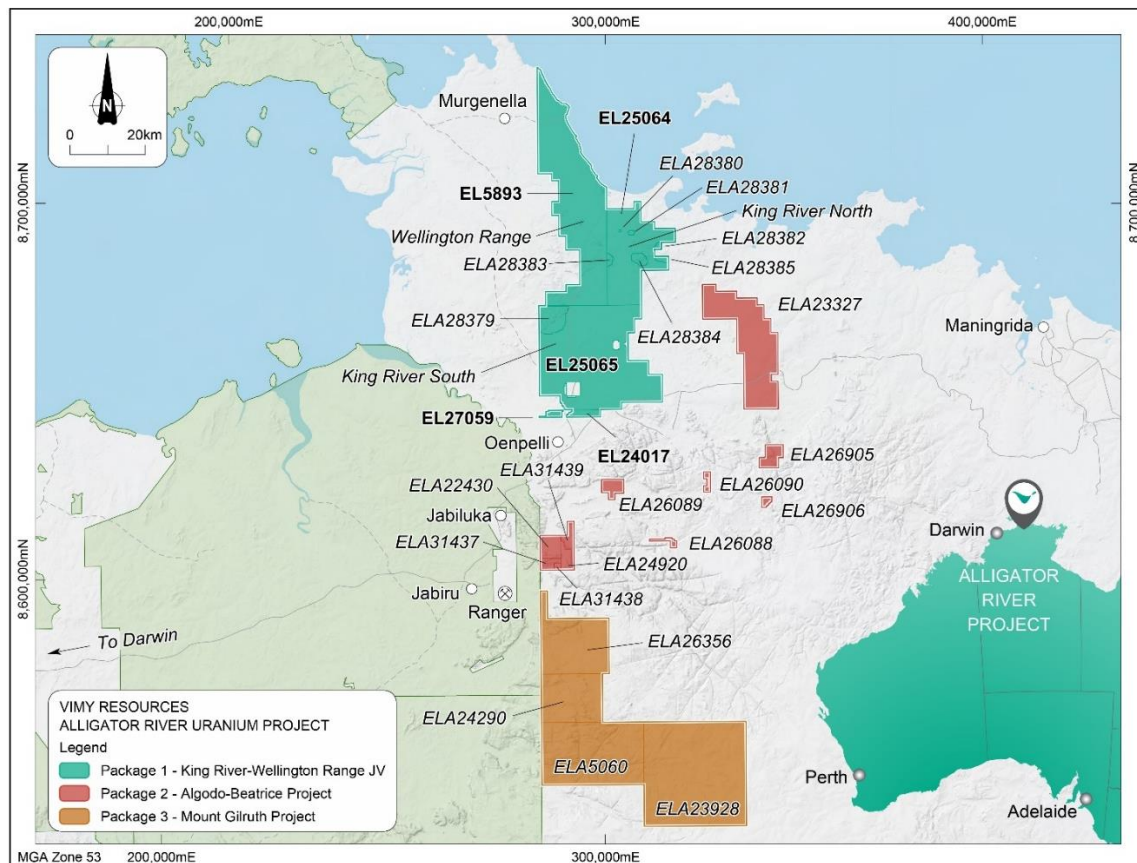 200,000mE
300,000mE
400,000mE
N
0
20km
Murgenella
EL25064
ELA28380
ELA28381
King River North
EL5893
8,700,000mN
8,700,000mN
Wellington Range
ELA28382
ELA28383
ELA28385
ELA28379
ELA23327
Maningrida
ELA28384
King River South
EL25065
EL27059
Oenpelli
EL24017
ELA31439
ELA26905
ELA22430
ELA26090
ELA26089
ELA26906
Jabiluka
ELA31437
ELA26088
Darwin
ELA24920
ALLIGATOR
RIVER
PROJECT
8,600,000mN
Jabiru
Ranger
ELA31438
To Darwin
ELA26356
VIMY RESOURCES
ALLIGATOR RIVER URANIUM PROJECT
Legend
Package 1 - King River-Wellington Range JV
Package 2 - Algodo-Beatrice Project
Package 3 - Mount Gilruth Project
ELA24290
ELA5060
ELA23928
Perth
Adelaide
MGA Zone 53
200,000mE
300,000mE